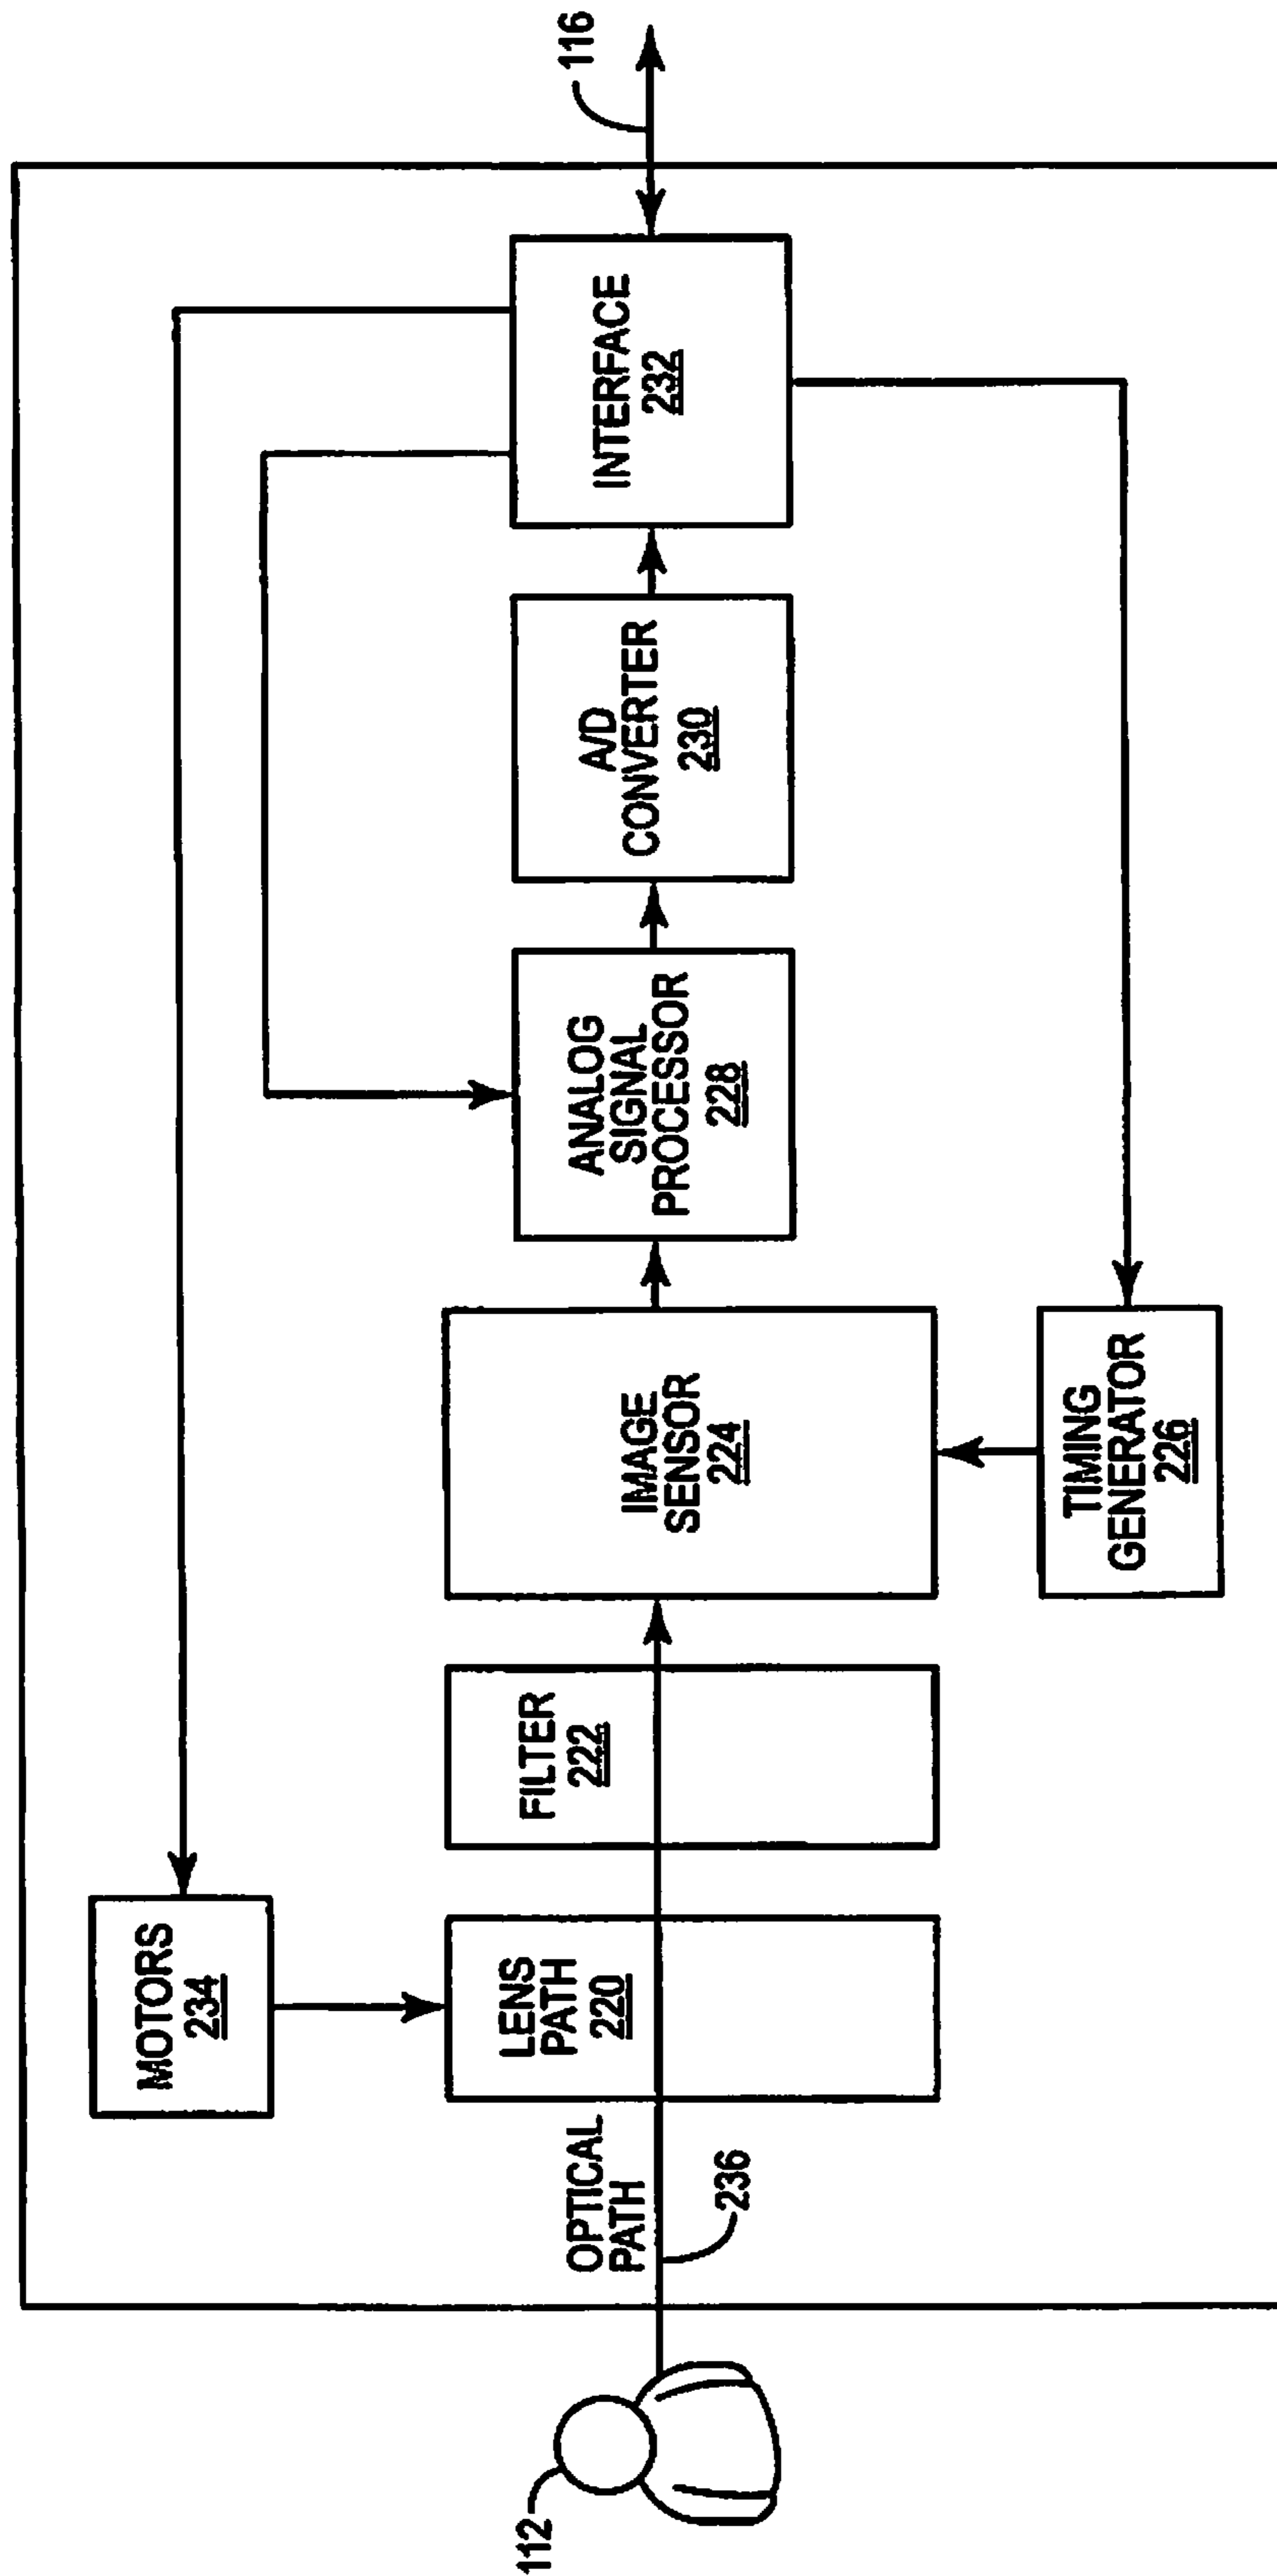 MOTORS
234
116
OPTICAL
PATH
LENS
PATH
220
FILTER
222
IMAGE
SENSOR
224
ANALOG
SIGNAL
PROCESSOR
228
A/D
CONVERTER
230
INTERFACE
232
112
236
TIMING
GENERATOR
226